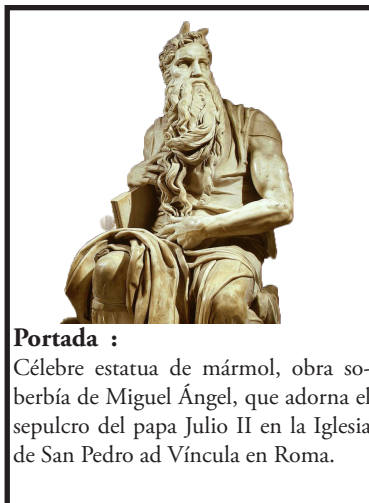 Portada :
Célebre estatua de mármol, obra so-
berbía de Miguel Ángel, que adorna el
sepulcro del papa Julio II en la Iglesia
de San Pedro ad Víncula en Roma.